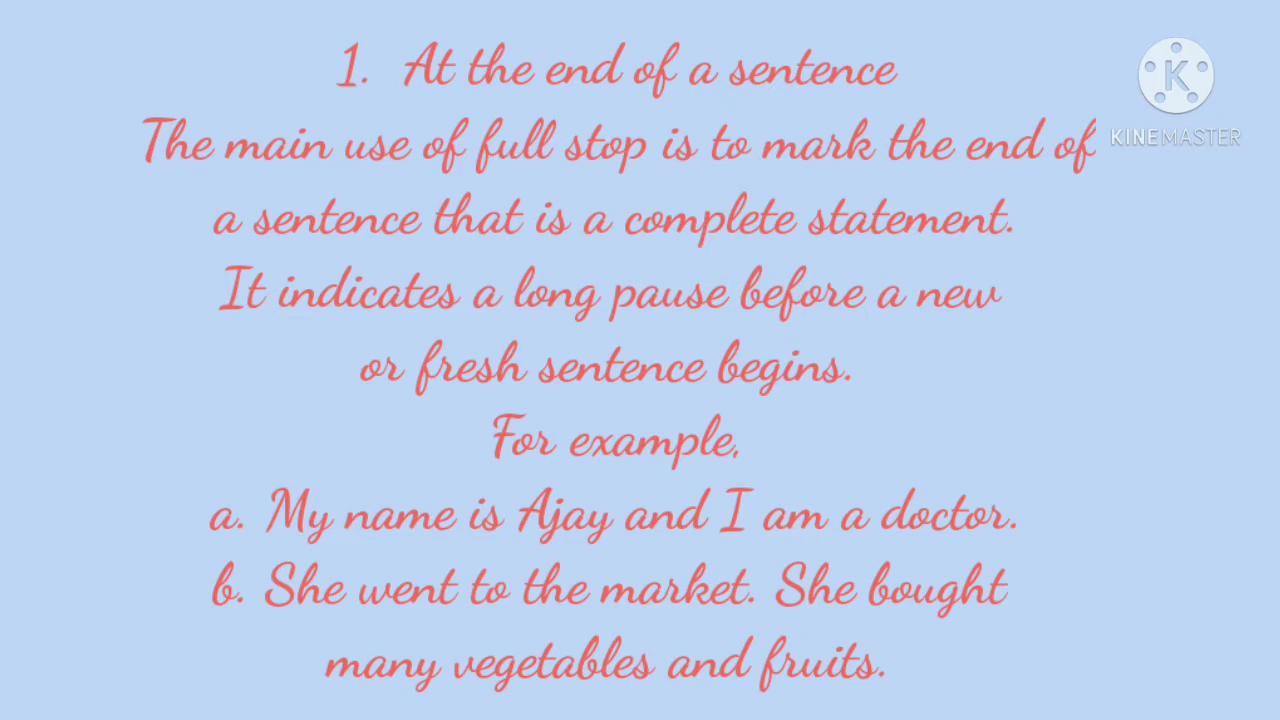 1. At the end of a sentence
The main use of full stop is to mark the end of
a sentence that is a complete statement.
It indicates a long pause before a new
or fresh sentence begins.
For example,
a. My name is Ajay and I am a doctor.
b. She went to the market. She bought
many vegetables and fruits.
K
KINEMASTER